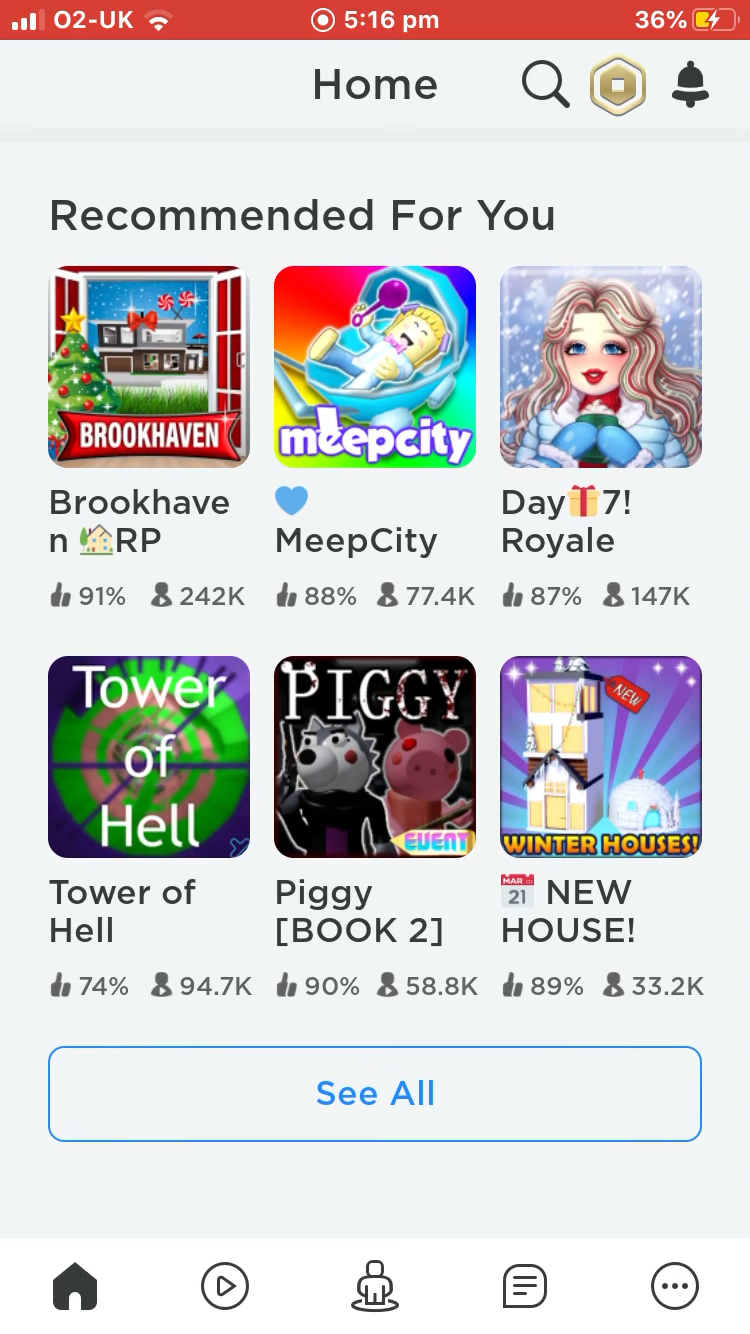 O2-UK 5:16 pm 36%
Home
Recommended For You
BROOKHAVEN
meepcity
Brookhave
n 🏡RP
💙
MeepCity
Day🎁7!
Royale
91% 242K
88% 77.4K
87% 147K
Tower
of
Hell
PIGGY
EVENT
NEW
WINTER HOUSES!
Tower of
Hell
Piggy
[BOOK 2]
MAR
21
NEW
HOUSE!
74% 94.7K
90% 58.8K
89% 33.2K
See All